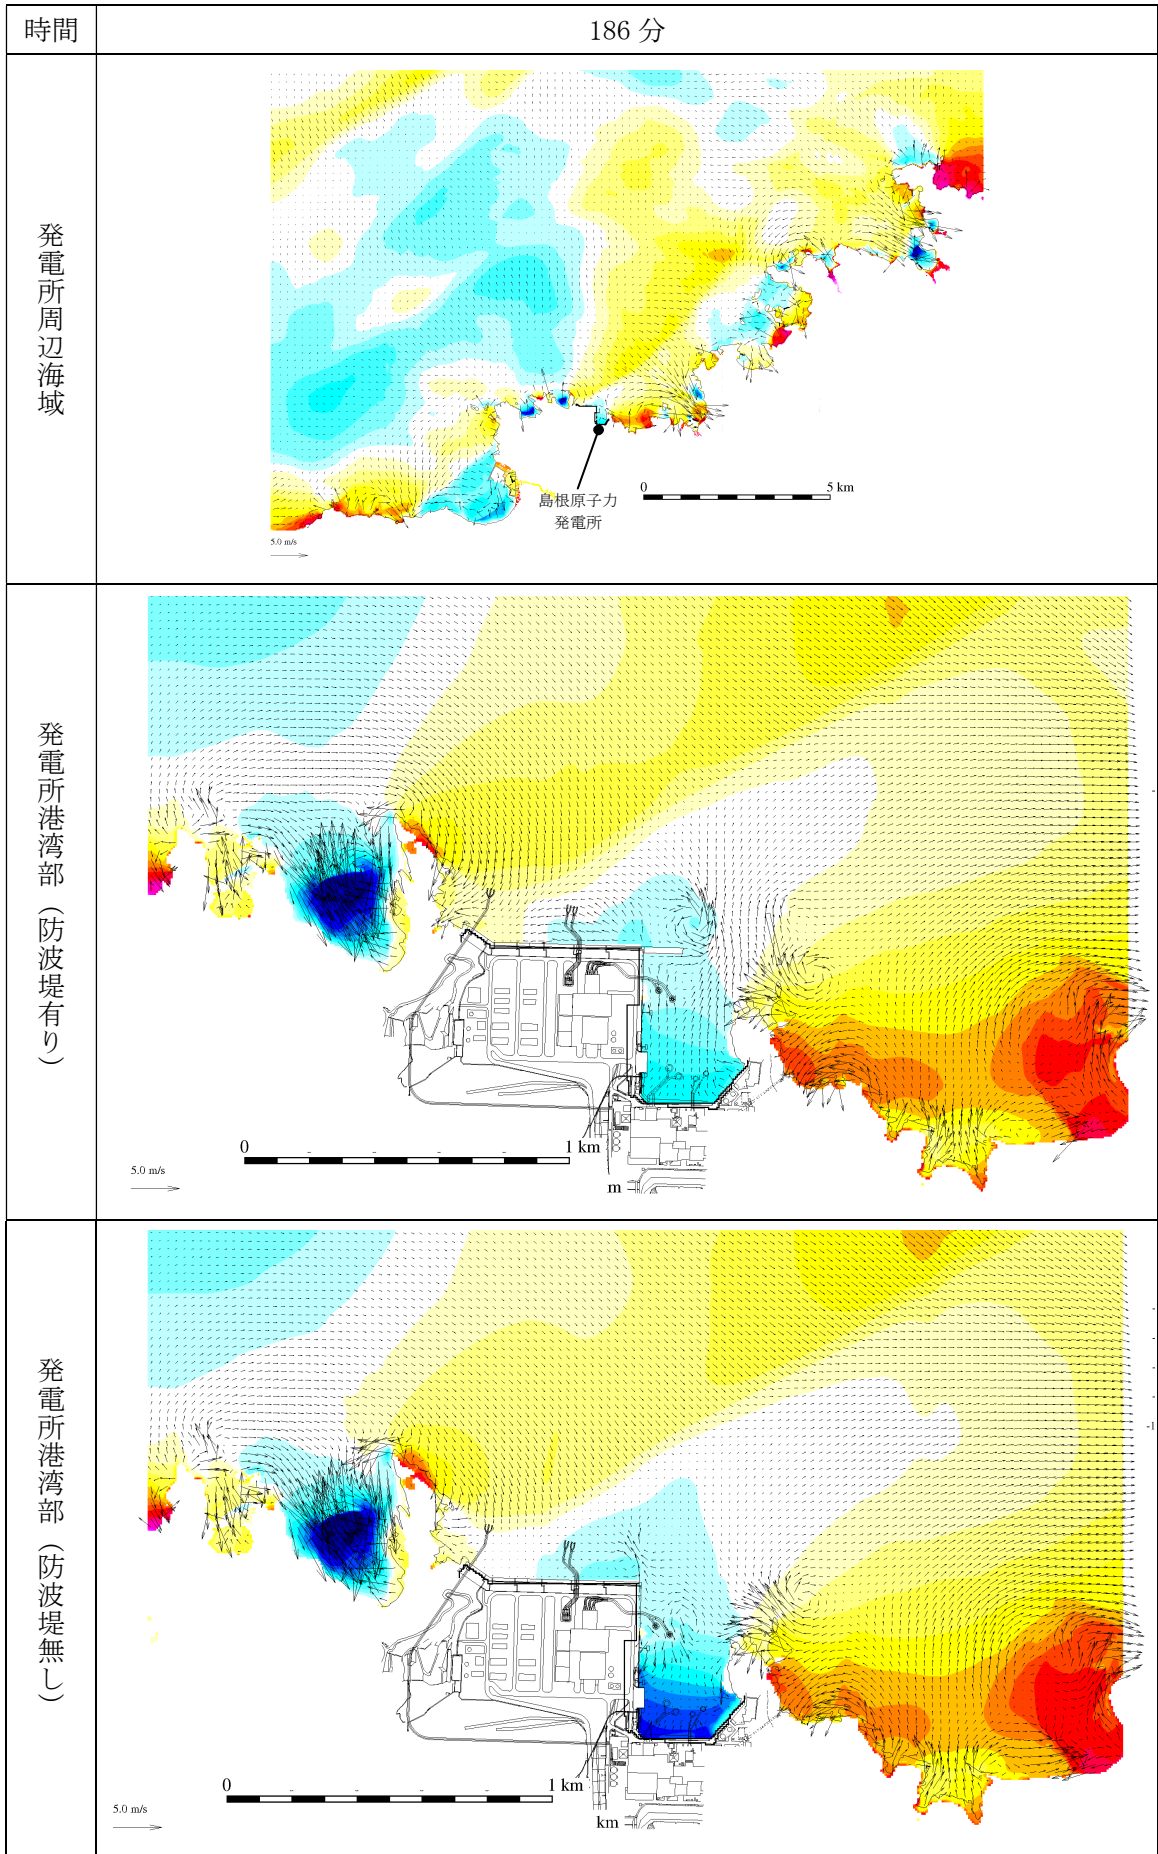 時間
186 分
発電所周辺海域
島根原子力
発電所
0
5 km
5.0 m/s
発電所港湾部（防波堤有り）
0
1 km
5.0 m/s
m
発電所港湾部（防波堤無し）
-1
0
1 km
5.0 m/s
km